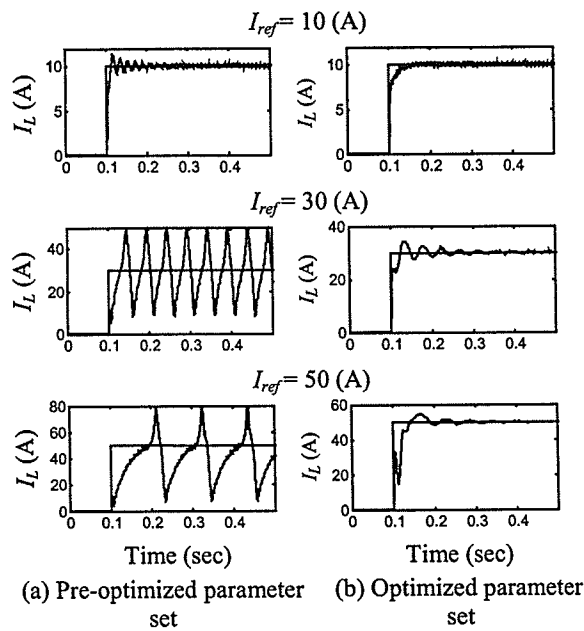 I_ref = 10 (A)
I_L (A)
10
5
0
0 0.1 0.2 0.3 0.4
I_L (A)
10
5
0
0 0.1 0.2 0.3 0.4
I_ref = 30 (A)
I_L (A)
40
20
0
0 0.1 0.2 0.3 0.4
I_L (A)
40
20
0
0 0.1 0.2 0.3 0.4
I_ref = 50 (A)
I_L (A)
80
60
40
20
0
0 0.2 0.4
I_L (A)
60
40
20
0
0 0.1 0.2 0.3 0.4
Time (sec) Time (sec)
(a) Pre-optimized parameter set
(b) Optimized parameter set